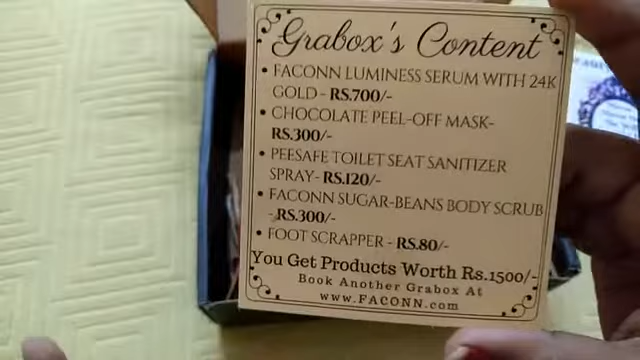 Grabox's Content
• FACONN LUMINESS SERUM WITH 24K
GOLD - RS.700/-
• CHOCOLATE PEEL-OFF MASK-
RS.300/-
• PEESAFE TOILET SEAT SANITIZER
SPRAY- RS.120/-
• FACONN SUGAR-BEANS BODY SCRUB
- RS.300/-
• FOOT SCRAPPER - RS.80/-
You Get Products Worth Rs.1500/-
Book Another Grabox At
www.FACONN.com